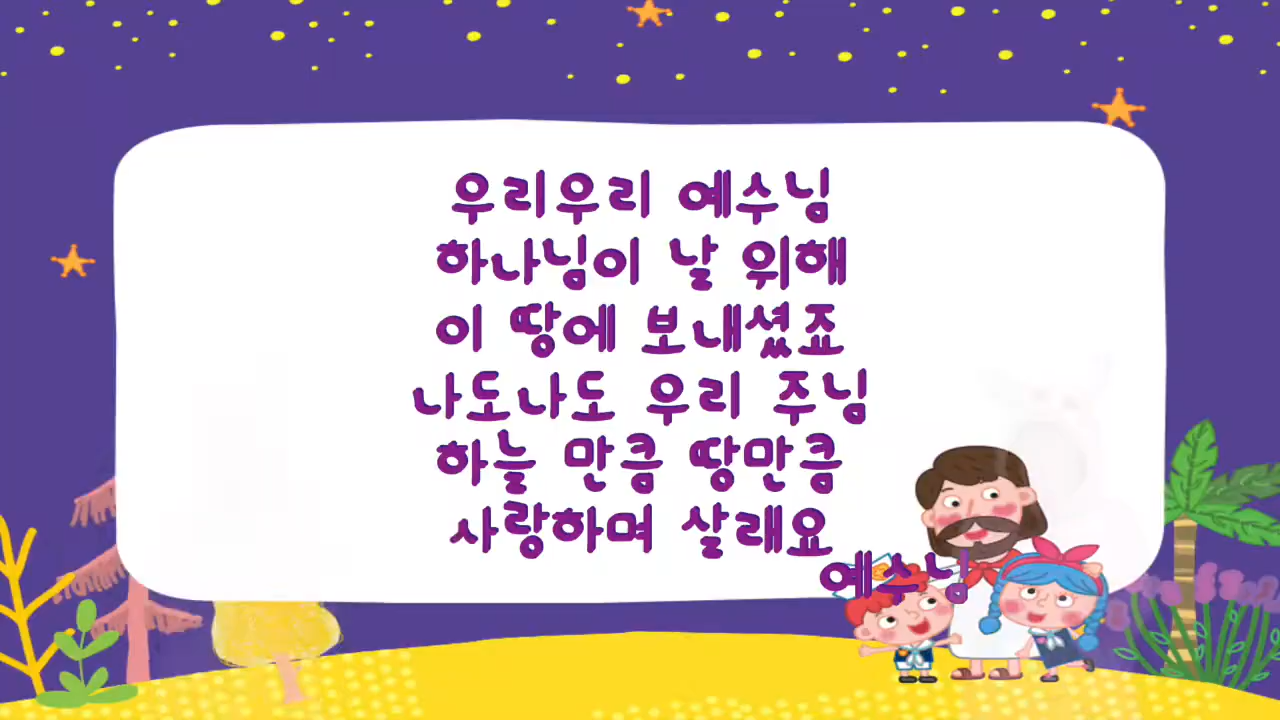 우리우리 예수님
하나님이 날 위해
이 땅에 보내셨죠
나도나도 우리 주님
하늘 만큼 땅만큼
사랑하며 살래요
예수님